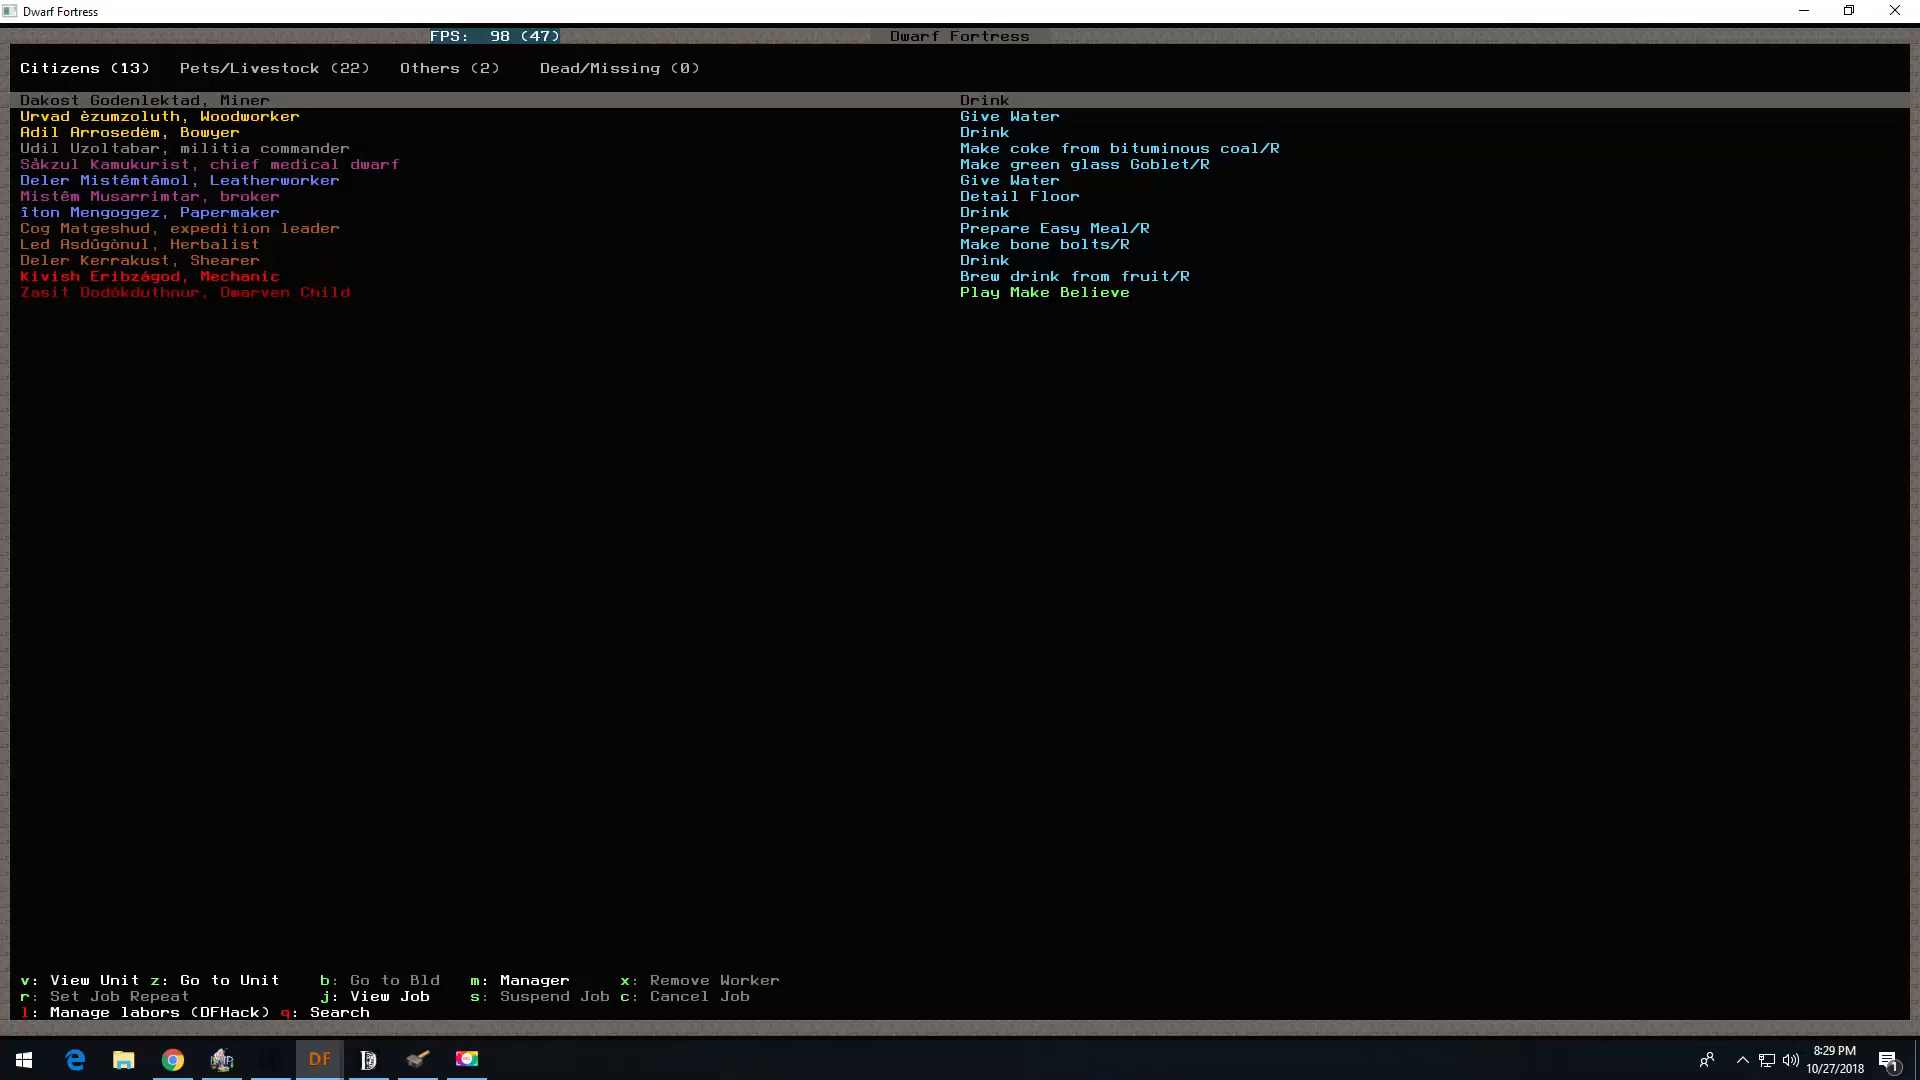 Dwarf Fortress
FPS: 98 (47) Dwarf Fortress
Citizens (13) Pets/Livestock (22) Others (2) Dead/Missing (0)
Dakost Godenlektad, Miner Drink
Urvad èzumzoluth, Woodworker Give Water
Adil Arrosedëm, Bowyer Drink
Udil Uzoltabar, militia commander Make coke from bituminous coal/R
Såkzul Kamukurist, chief medical dwarf Make green glass Goblet/R
Deler Mistêmtâmol, Leatherworker Give Water
Mistêm Musarrimtar, broker Detail Floor
îton Mengoggez, Papermaker Drink
Cog Matgeshud, expedition leader Prepare Easy Meal/R
Led Asdûgònul, Herbalist Make bone bolts/R
Deler Kerrakust, Shearer Drink
Kivish Eribzágod, Mechanic Brew drink from fruit/R
Zasit Dodókduthnur, Dwarven Child Play Make Believe
v: View Unit z: Go to Unit b: Go to Bld m: Manager x: Remove Worker
r: Set Job Repeat j: View Job s: Suspend Job c: Cancel Job
l: Manage labors (DFHack) q: Search
DF
8:29 PM
10/27/2018
1